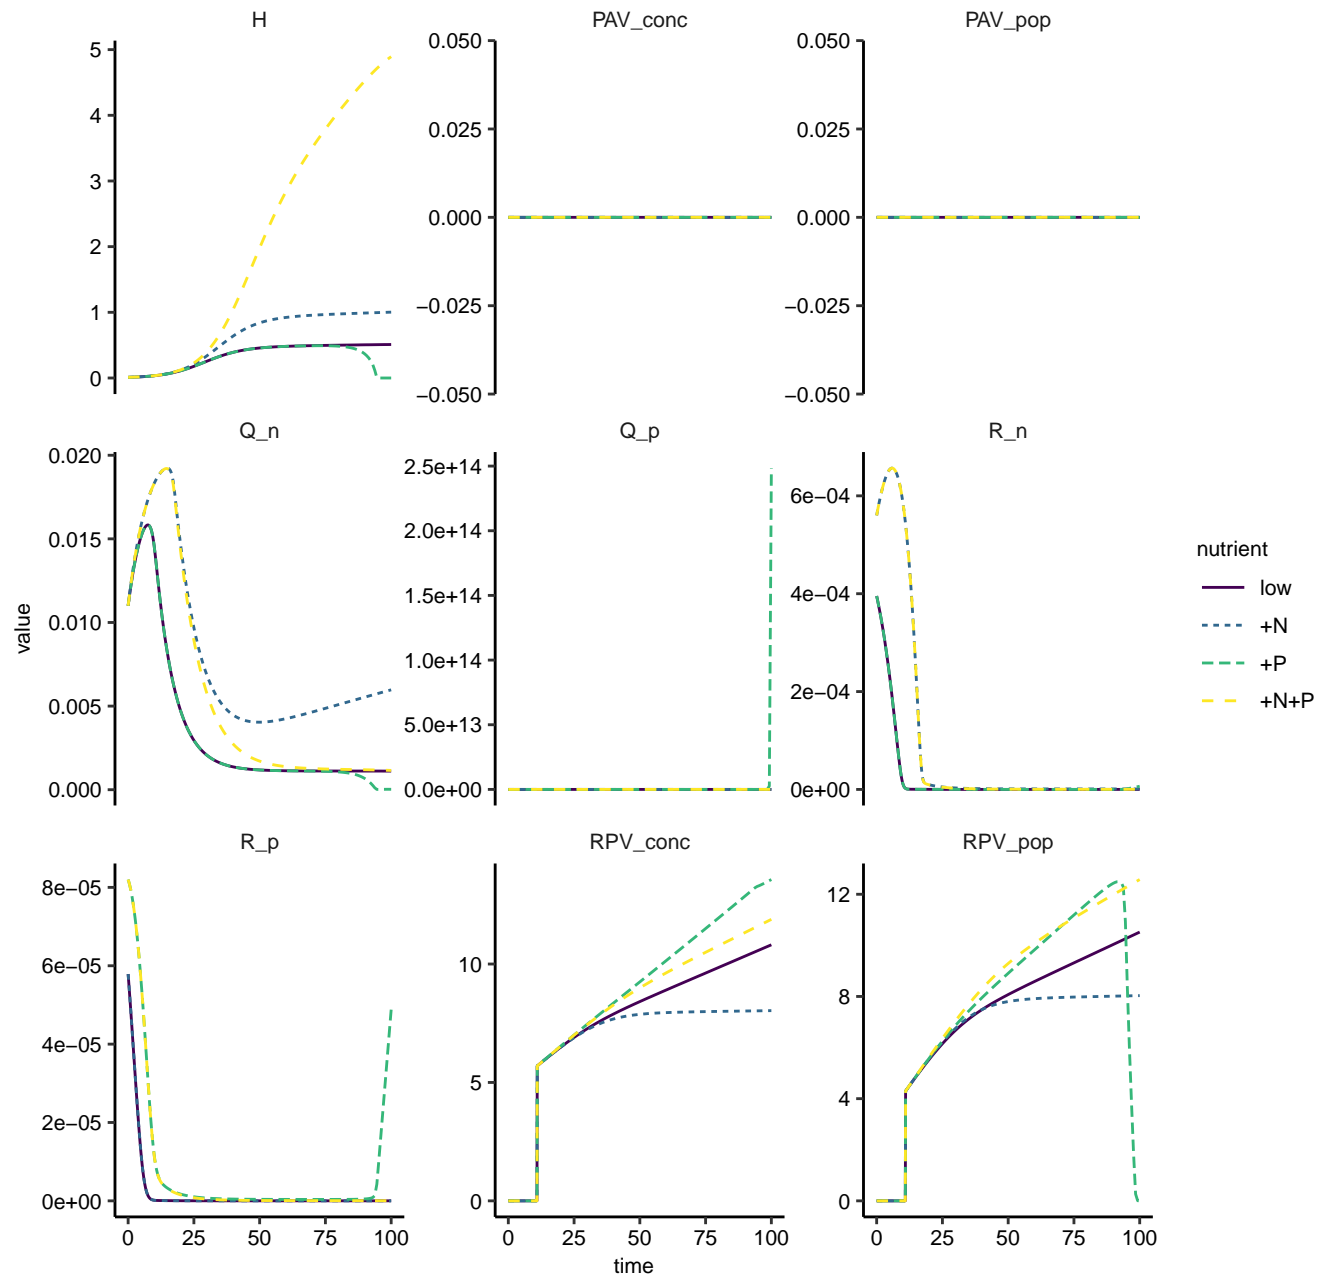 H
PAV_conc
PAV_pop
5
4
3
2
1
0
0.050
0.025
0.000
−0.025
−0.050
0.050
0.025
0.000
−0.025
−0.050
Q_n
Q_p
R_n
0.020
0.015
0.010
0.005
0.000
2.5e+14
2.0e+14
1.5e+14
1.0e+14
5.0e+13
0.0e+00
6e−04
4e−04
2e−04
0e+00
R_p
RPV_conc
RPV_pop
8e−05
6e−05
4e−05
2e−05
0e+00
10
5
0
12
8
4
0
0 25 50 75 100
0 25 50 75 100
0 25 50 75 100
time
value
nutrient
low
+N
+P
+N+P